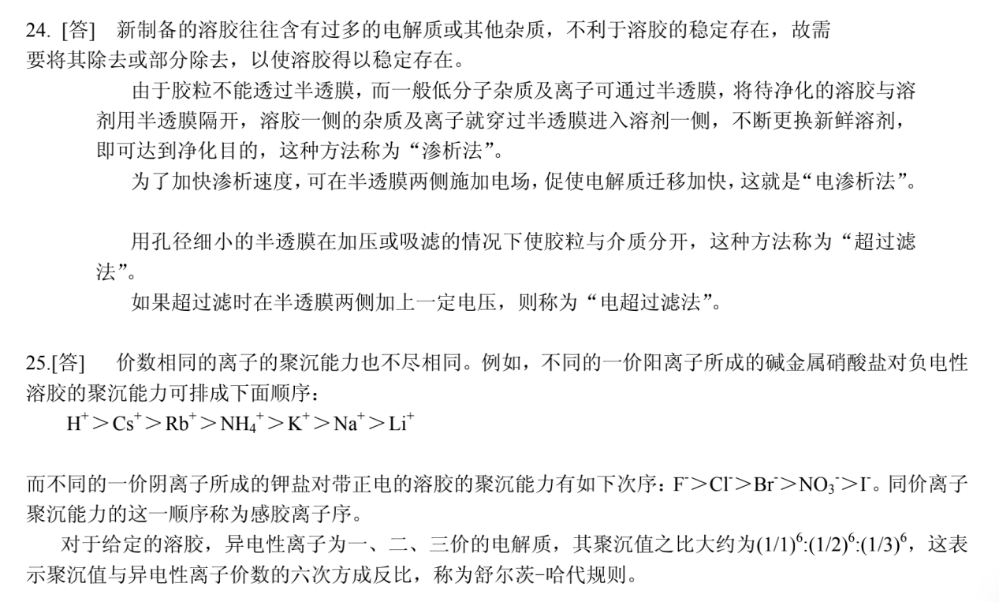 24. [答] 新制备的溶胶往往含有过多的电解质或其他杂质，不利于溶胶的稳定存在，故需
要将其除去或部分除去，以使溶胶得以稳定存在。
由于胶粒不能透过半透膜，而一般低分子杂质及离子可通过半透膜，将待净化的溶胶与溶
剂用半透膜隔开，溶胶一侧的杂质及离子就穿过半透膜进入溶剂一侧，不断更换新鲜溶剂，
即可达到净化目的，这种方法称为“渗析法”。
为了加快渗析速度，可在半透膜两侧施加电场，促使电解质迁移加快，这就是“电渗析法”。
用孔径细小的半透膜在加压或吸滤的情况下使胶粒与介质分开，这种方法称为“超过滤
法”。
如果超过滤时在半透膜两侧加上一定电压，则称为“电超过滤法”。
25.[答] 价数相同的离子的聚沉能力也不尽相同。例如，不同的一价阳离子所成的碱金属硝酸盐对负电性
溶胶的聚沉能力可排成下面顺序：
H⁺＞Cs⁺＞Rb⁺＞NH₄⁺＞K⁺＞Na⁺＞Li⁺
而不同的一价阴离子所成的钾盐对带正电的溶胶的聚沉能力有如下次序：F⁻＞Cl⁻＞Br⁻＞NO₃⁻＞I⁻。同价离子
聚沉能力的这一顺序称为感胶离子序。
对于给定的溶胶，异电性离子为一、二、三价的电解质，其聚沉值之比大约为(1/1)⁶:(1/2)⁶:(1/3)⁶，这表
示聚沉值与异电性离子价数的六次方成反比，称为舒尔茨-哈代规则。